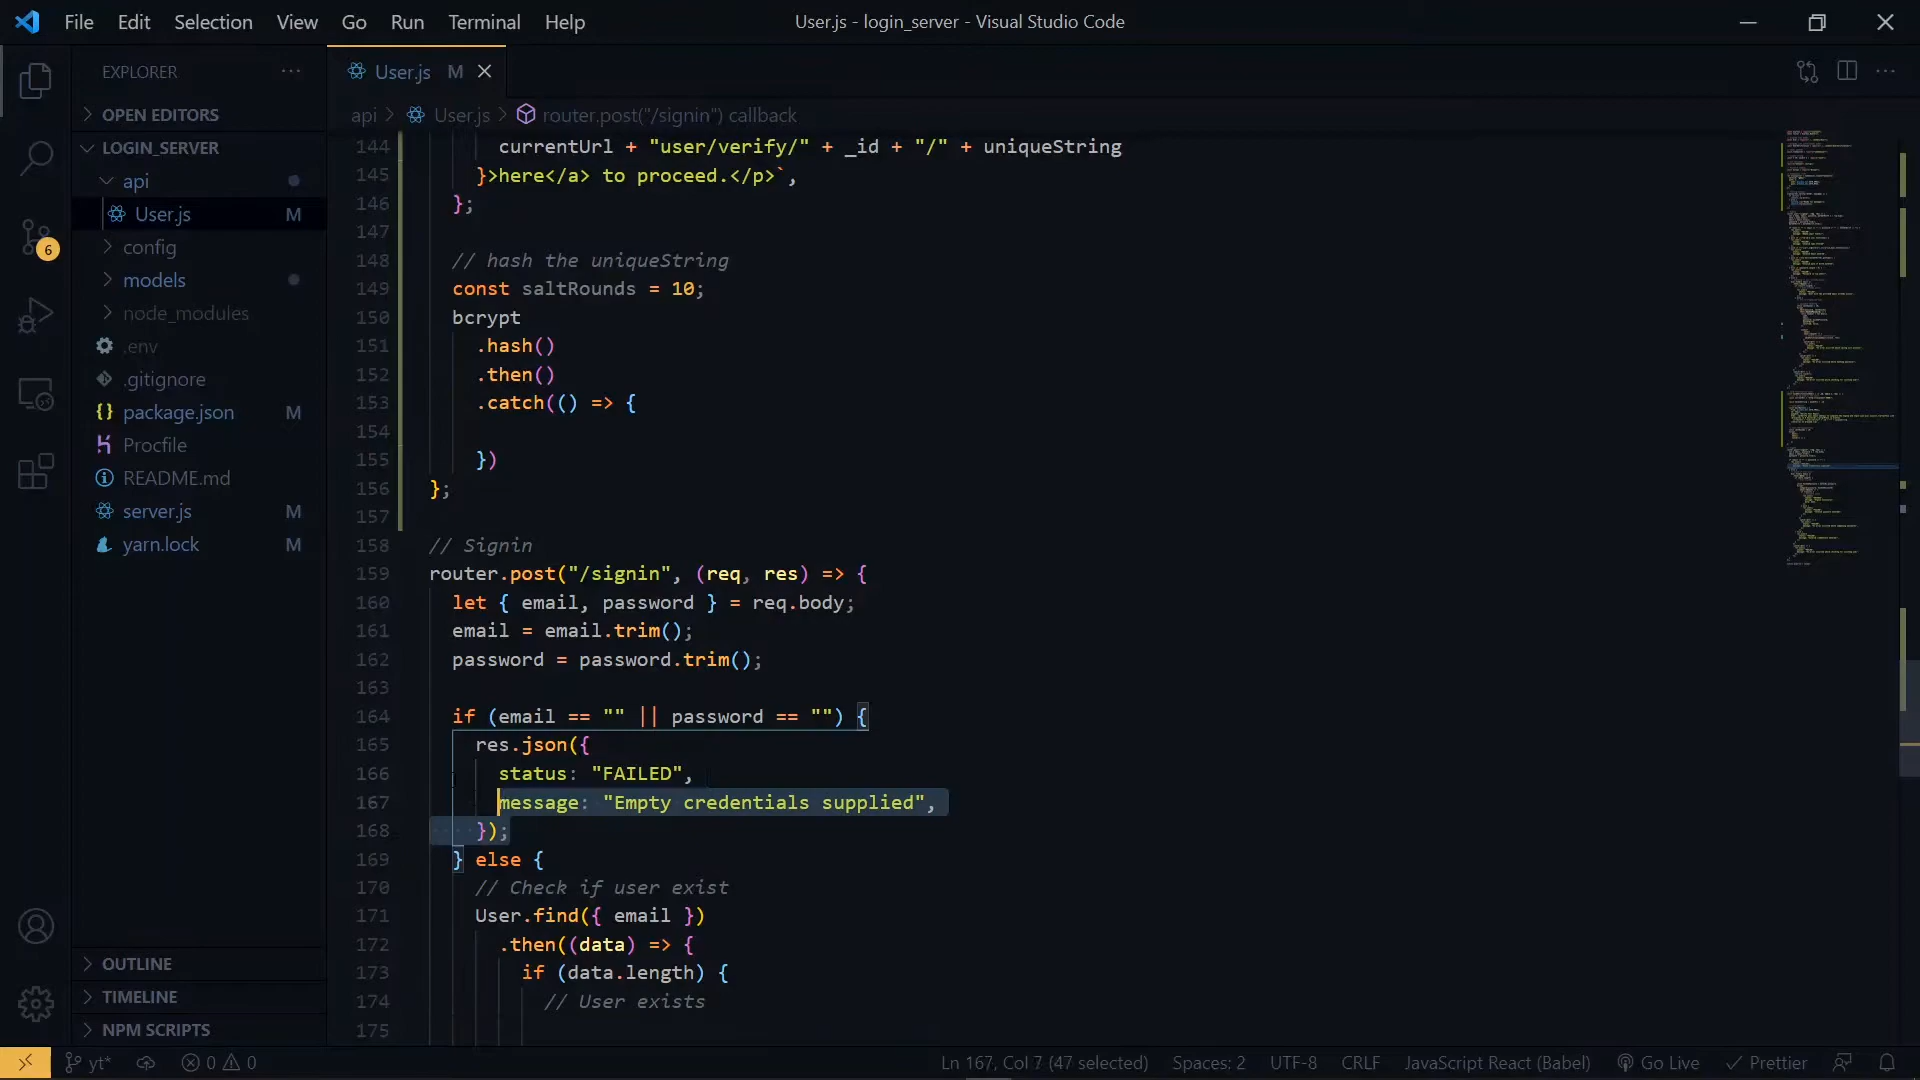 File Edit Selection View Go Run Terminal Help
User.js - login_server - Visual Studio Code
EXPLORER
OPEN EDITORS
LOGIN_SERVER
api
User.js M
config
models
node_modules
.env
.gitignore
package.json M
Procfile
README.md
server.js M
yarn.lock M
OUTLINE
TIMELINE
NPM SCRIPTS
6
User.js M
api > User.js > router.post("/signin") callback
144 currentUrl + "user/verify/" + _id + "/" + uniqueString
145 }>here</a> to proceed.</p>`,
146 };
147
148 // hash the uniqueString
149 const saltRounds = 10;
150 bcrypt
151 .hash()
152 .then()
153 .catch(() => {
154
155 })
156 };
157
158 // Signin
159 router.post("/signin", (req, res) => {
160 let { email, password } = req.body;
161 email = email.trim();
162 password = password.trim();
163
164 if (email == "" || password == "") {
165 res.json({
166 status: "FAILED",
167 message: "Empty credentials supplied",
168 });
169 } else {
170 // Check if user exist
171 User.find({ email })
172 .then((data) => {
173 if (data.length) {
174 // User exists
175
yt* 0 0 Ln 167, Col 7 (47 selected) Spaces: 2 UTF-8 CRLF JavaScript React (Babel) Go Live Prettier